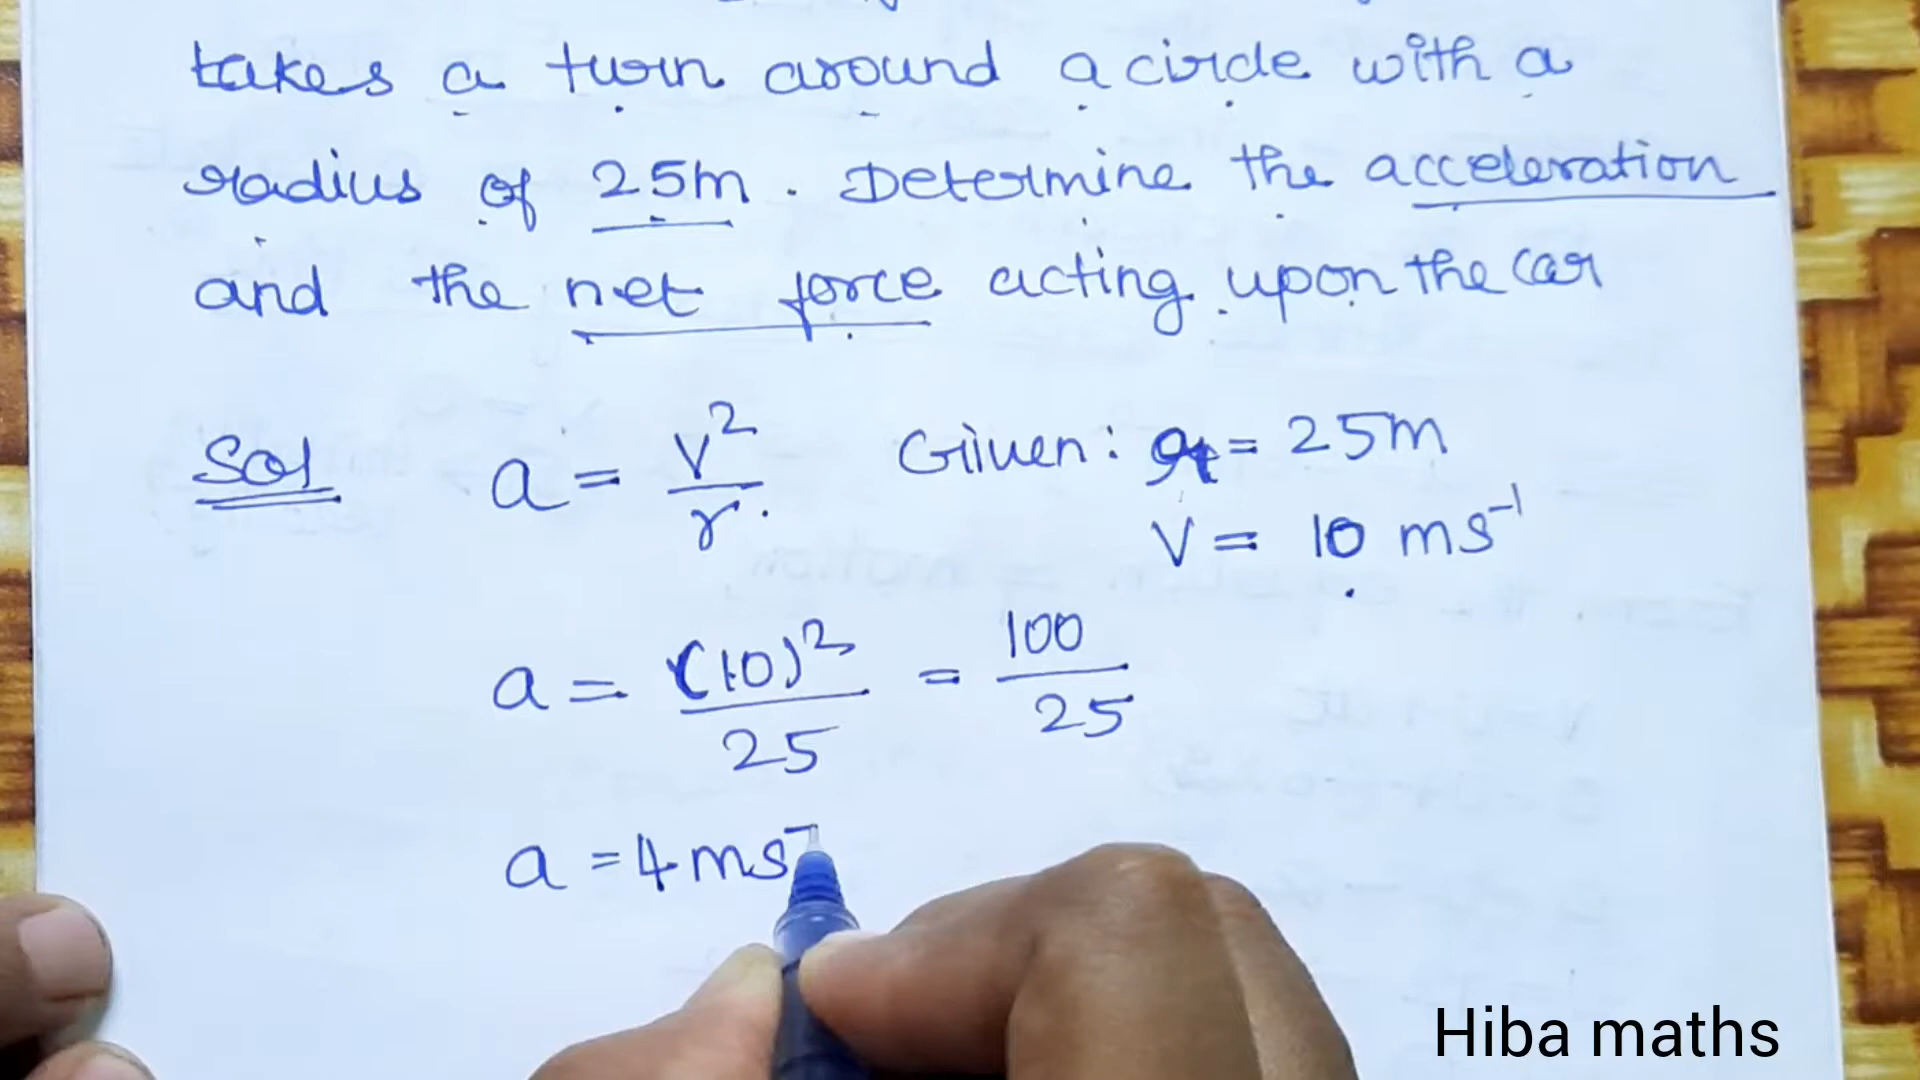 takes a turn around a circle with a
radius of 25m. Determine the acceleration
and the net force acting upon the car
Sol a = v²/r. Given: r = 25m
V = 10 ms⁻¹
a = (10)²/25 = 100/25
a = 4 ms⁻
Hiba maths